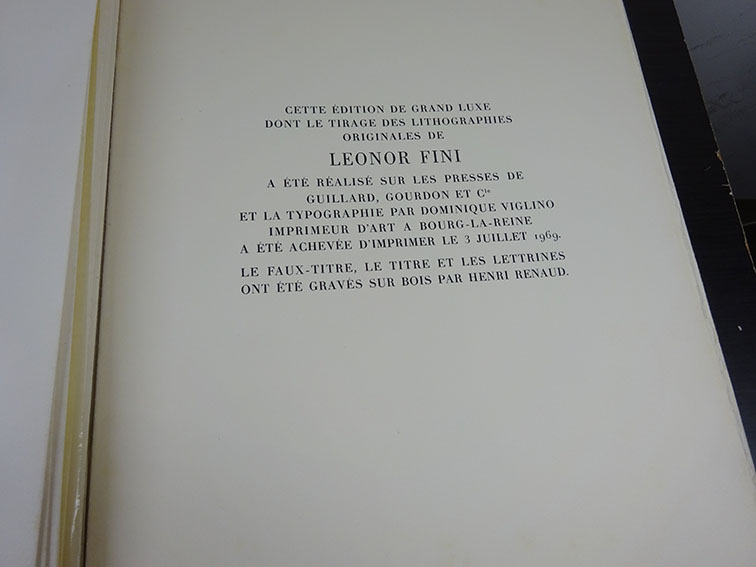 CETTE ÉDITION DE GRAND LUXE
DONT LE TIRAGE DES LITHOGRAPHIES
ORIGINALES DE
LEONOR FINI
A ÉTÉ RÉALISÉ SUR LES PRESSES DE
GUILLARD, GOURDON ET Cie
ET LA TYPOGRAPHIE PAR DOMINIQUE VIGLINO
IMPRIMEUR D'ART A BOURG-LA-REINE
A ÉTÉ ACHEVÉE D'IMPRIMER LE 3 JUILLET 1969.
LE FAUX-TITRE, LE TITRE ET LES LETTRINES
ONT ÉTÉ GRAVÉS SUR BOIS PAR HENRI RENAUD.